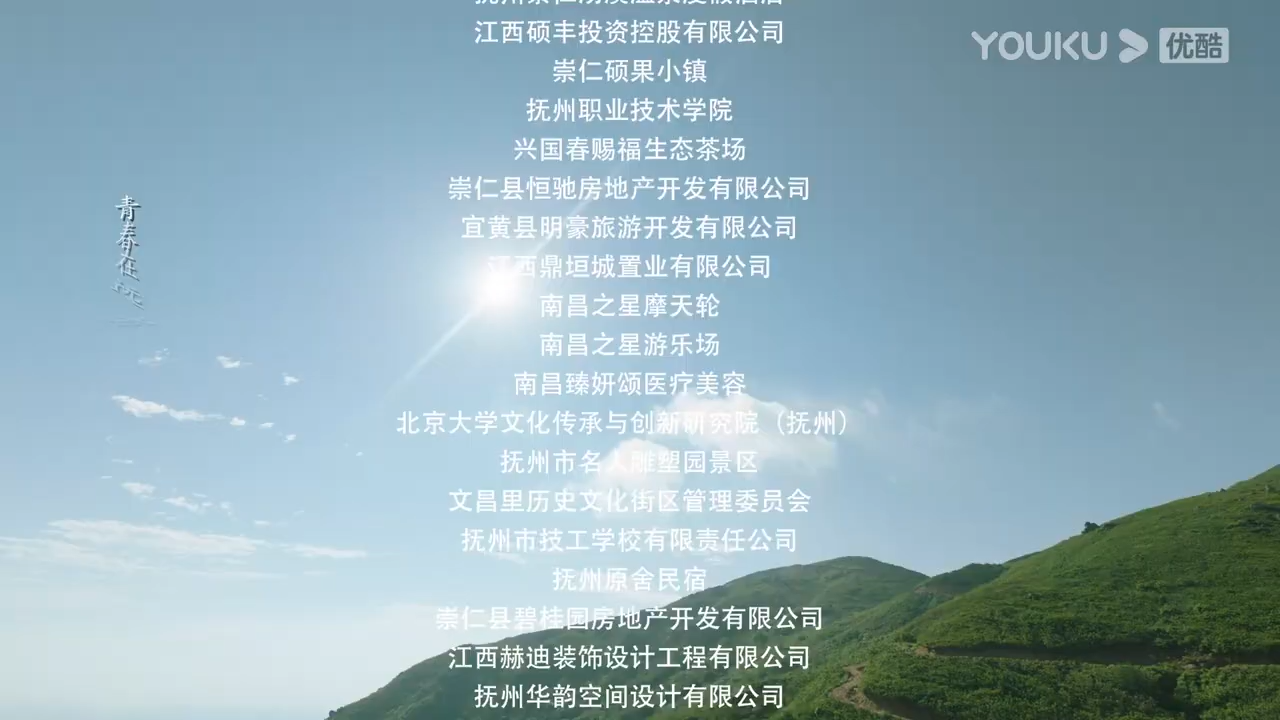 江西硕丰投资控股有限公司
YOUKU 优酷
崇仁硕果小镇
抚州职业技术学院
兴国春赐福生态茶场
崇仁县恒驰房地产开发有限公司
宜黄县明豪旅游开发有限公司
江西鼎垣城置业有限公司
南昌之星摩天轮
南昌之星游乐场
南昌臻妍颂医疗美容
北京大学文化传承与创新研究院（抚州）
抚州市名人雕塑园景区
文昌里历史文化街区管理委员会
抚州市技工学校有限责任公司
抚州原舍民宿
崇仁县碧桂园房地产开发有限公司
江西赫迪装饰设计工程有限公司
抚州华韵空间设计有限公司
青春在